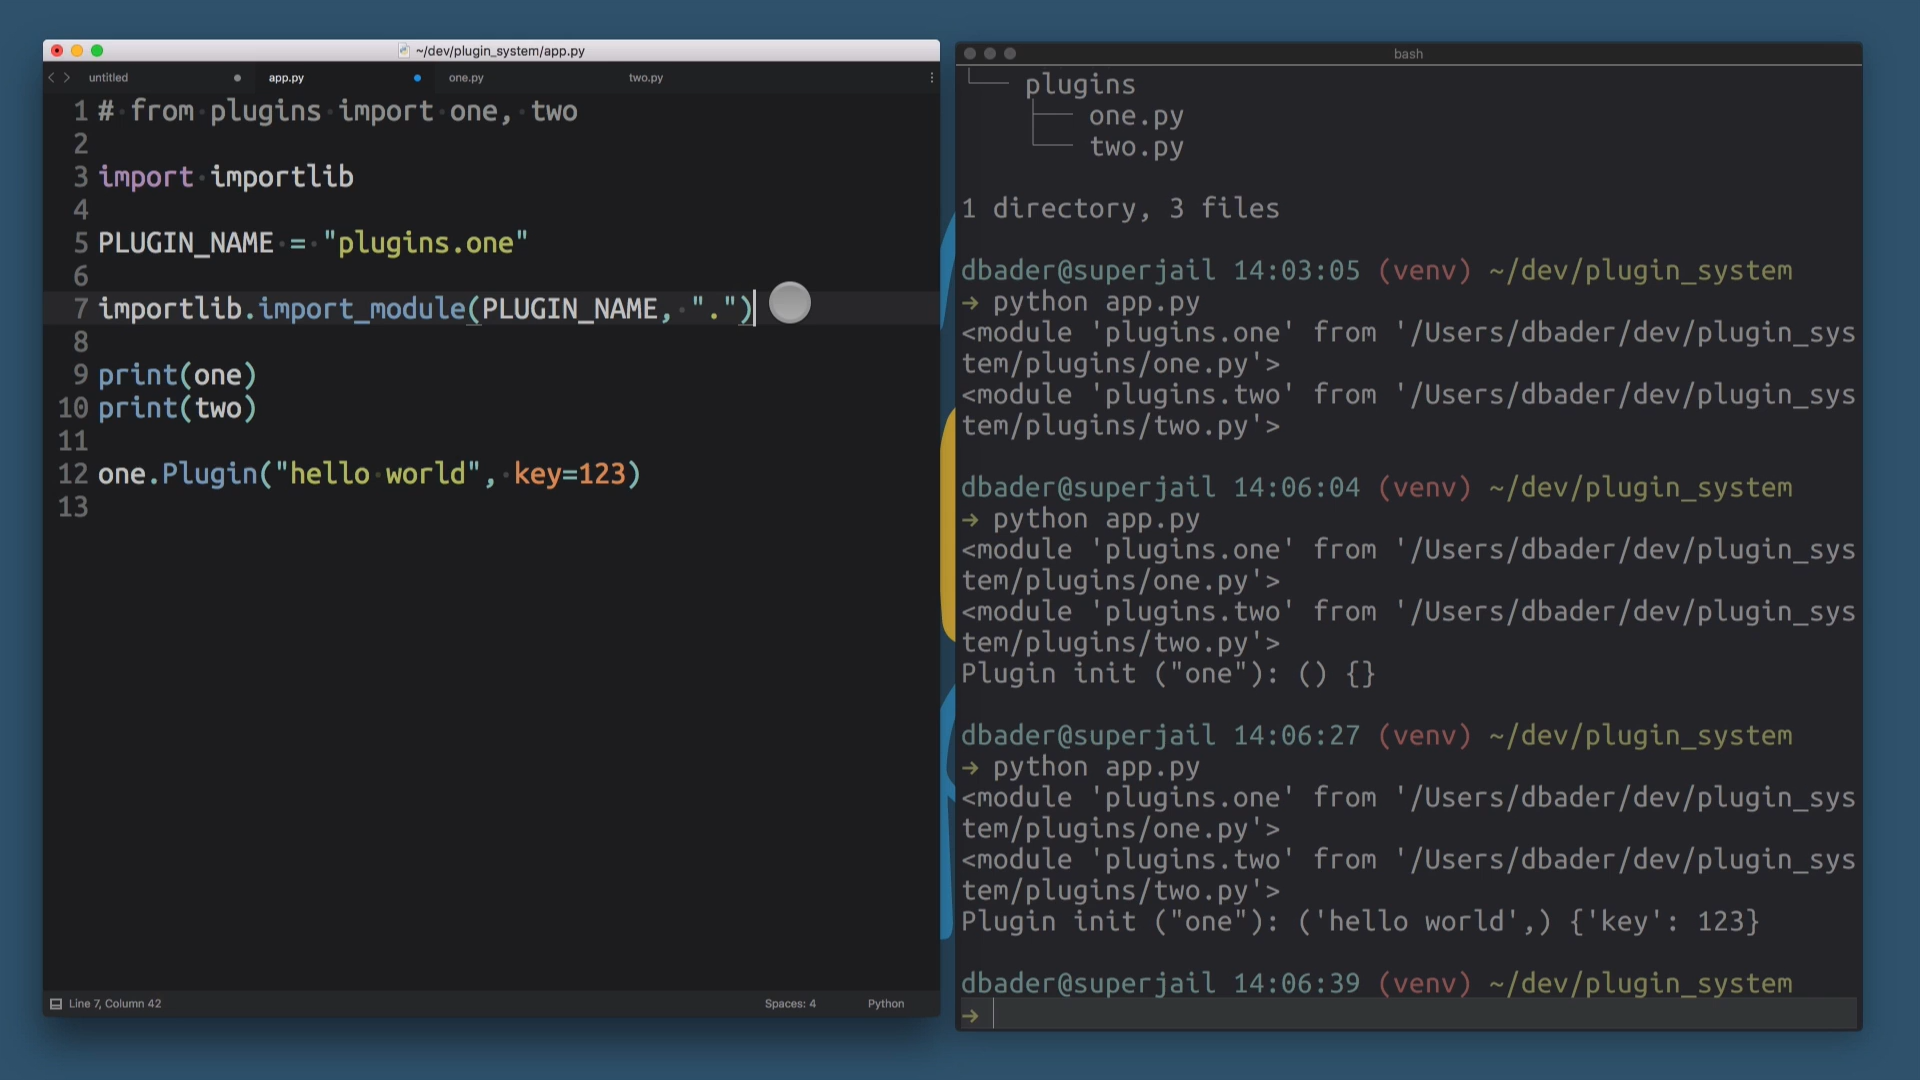 ~/dev/plugin_system/app.py
untitled
app.py
one.py
two.py
1 # from plugins import one, two
2
3 import importlib
4
5 PLUGIN_NAME = "plugins.one"
6
7 importlib.import_module(PLUGIN_NAME, ".")
8
9 print(one)
10 print(two)
11
12 one.Plugin("hello world", key=123)
13
Line 7, Column 42
Spaces: 4
Python
bash
plugins
one.py
two.py
1 directory, 3 files
dbader@superjail 14:03:05 (venv) ~/dev/plugin_system
→ python app.py
<module 'plugins.one' from '/Users/dbader/dev/plugin_sys
tem/plugins/one.py'>
<module 'plugins.two' from '/Users/dbader/dev/plugin_sys
tem/plugins/two.py'>
dbader@superjail 14:06:04 (venv) ~/dev/plugin_system
→ python app.py
<module 'plugins.one' from '/Users/dbader/dev/plugin_sys
tem/plugins/one.py'>
<module 'plugins.two' from '/Users/dbader/dev/plugin_sys
tem/plugins/two.py'>
Plugin init ("one"): () {}
dbader@superjail 14:06:27 (venv) ~/dev/plugin_system
→ python app.py
<module 'plugins.one' from '/Users/dbader/dev/plugin_sys
tem/plugins/one.py'>
<module 'plugins.two' from '/Users/dbader/dev/plugin_sys
tem/plugins/two.py'>
Plugin init ("one"): ('hello world',) {'key': 123}
dbader@superjail 14:06:39 (venv) ~/dev/plugin_system
→